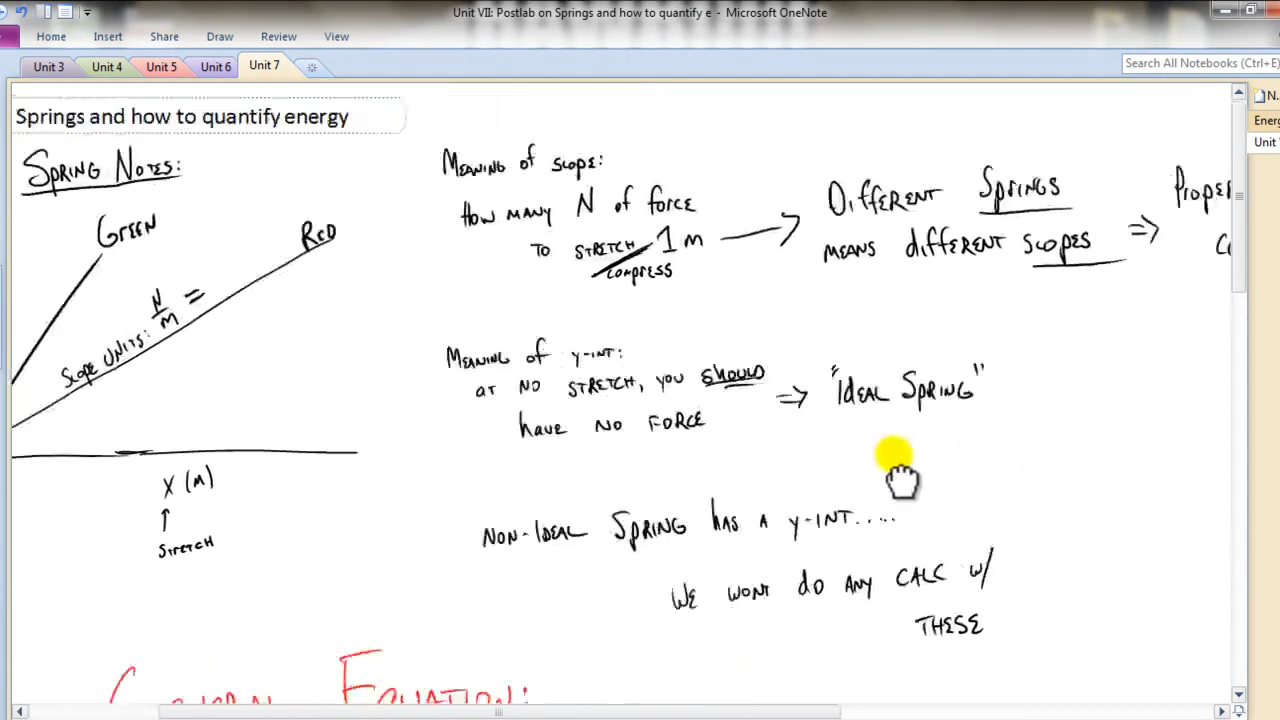 Unit VII: Postlab on Springs and how to quantify e - Microsoft OneNote
Home Insert Share Draw Review View
Unit 3 Unit 4 Unit 5 Unit 6 Unit 7
Search All Notebooks (Ctrl+E)
N.
Energ
Unit
Springs and how to quantify energy
SPRING NOTES:
GREEN
RED
SLOPE UNITS: N/m =
X (m)
↑
STRETCH
MEANING of SLOPE:
HOW MANY N of force
TO STRETCH 1 m
COMPRESS
DIFFERENT SPRINGS
MEANS different SLOPES ⇒
PROPER
C
MEANING of y-INT:
AT NO STRETCH, you should
have NO FORCE
⇒ "IDEAL SPRING"
NON-IDEAL SPRING has A y-INT.....
WE WONT do ANY CALC w/
THESE
EQUATION: